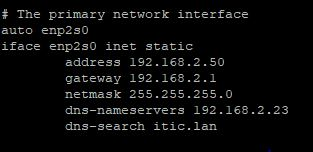 # The primary network interface
auto enp2s0
iface enp2s0 inet static
address 192.168.2.50
gateway 192.168.2.1
netmask 255.255.255.0
dns-nameservers 192.168.2.23
dns-search itic.lan